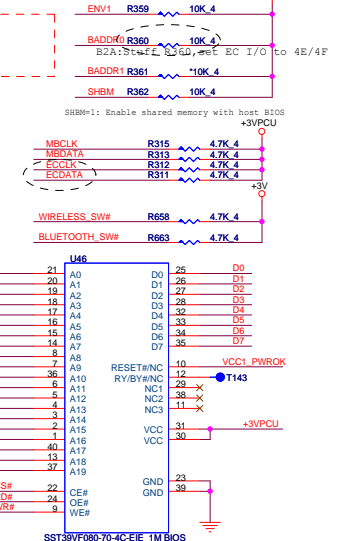 ENV1 R359 10K_4
BADDR0 R360 10K_4
B2A:Stuff R360,set EC I/O to 4E/4F
BADDR1 R361 *10K_4
SHBM R362 10K_4
SHBM=1: Enable shared memory with host BIOS
+3VPCU
MBCLK R315 4.7K_4
MBDATA R313 4.7K_4
ECCLK R312 4.7K_4
ECDATA R311 4.7K_4
+3V
WIRELESS_SW# R658 4.7K_4
BLUETOOTH_SW# R663 4.7K_4
U46
21 A0 D0 25 D0
20 A1 D1 26 D1
19 A2 D2 27 D2
18 A3 D3 28 D3
17 A4 D4 32 D4
16 A5 D5 33 D5
15 A6 D6 34 D6
14 A7 D7 35 D7
8 A8
7 A9 RESET#/NC 10 VCC1_PWROK
36 A10 RY/BY#/NC 12 T143
6 A11 NC1 29
5 A12 NC2 38
4 A13 NC3 11
3 A14
2 A15 VCC 31 +3VPCU
1 A16 VCC 30
40 A17
13 A18
37 A19 GND 23
22 CE# GND 39
24 OE#
9 WE#
SST39VF080-70-4C-EIE 1M BIOS